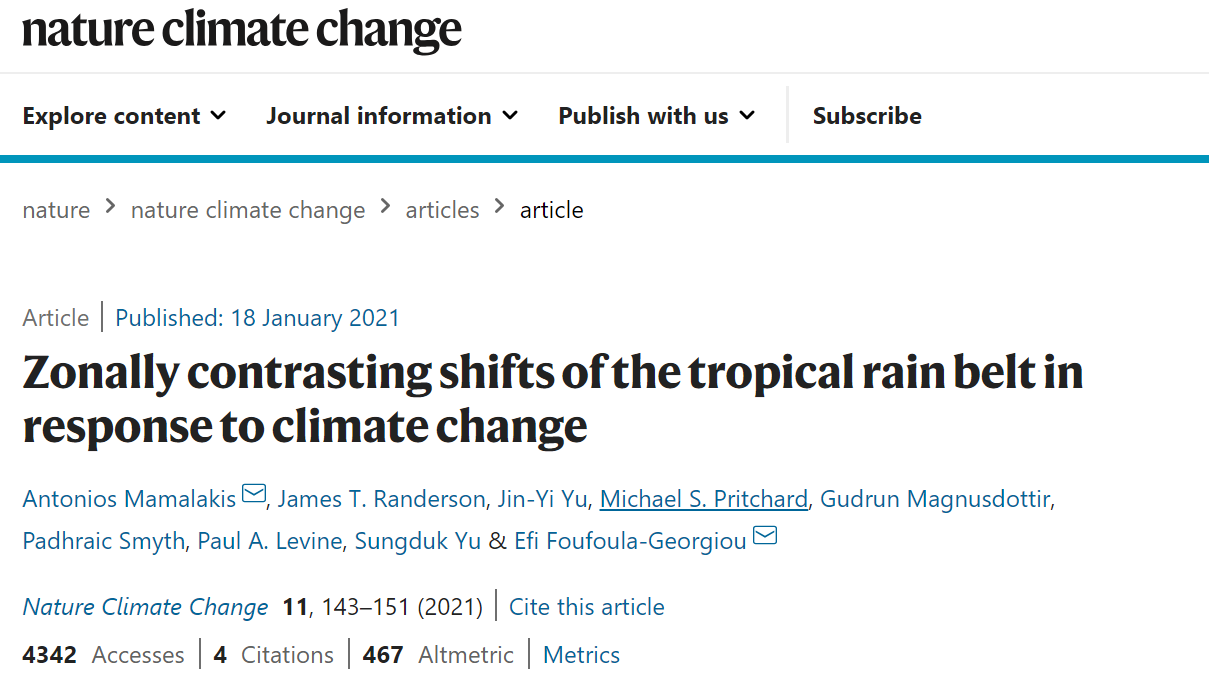 nature climate change
Explore content Journal information Publish with us Subscribe
nature > nature climate change > articles > article
Article | Published: 18 January 2021
Zonally contrasting shifts of the tropical rain belt in
response to climate change
Antonios Mamalakis, James T. Randerson, Jin-Yi Yu, Michael S. Pritchard, Gudrun Magnusdottir,
Padhraic Smyth, Paul A. Levine, Sungduk Yu & Efi Foufoula-Georgiou
Nature Climate Change 11, 143–151 (2021) | Cite this article
4342 Accesses | 4 Citations | 467 Altmetric | Metrics